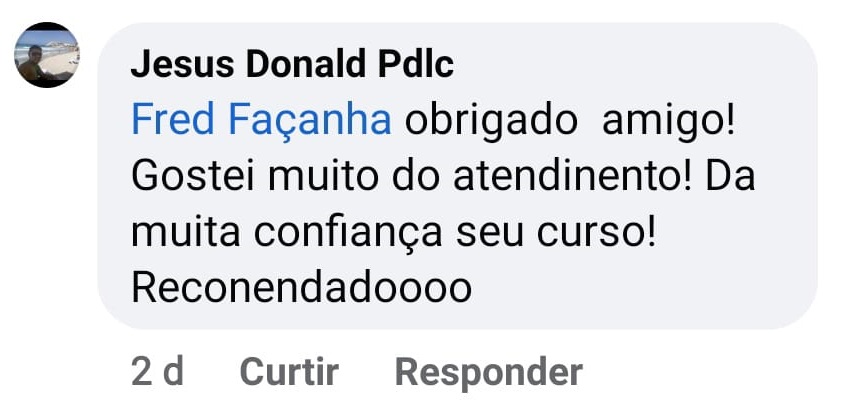 Jesus Donald Pdlc
Fred Façanha obrigado  amigo!
Gostei muito do atendinento! Da
muita confiança seu curso!
Reconendadoooo
2 d Curtir Responder